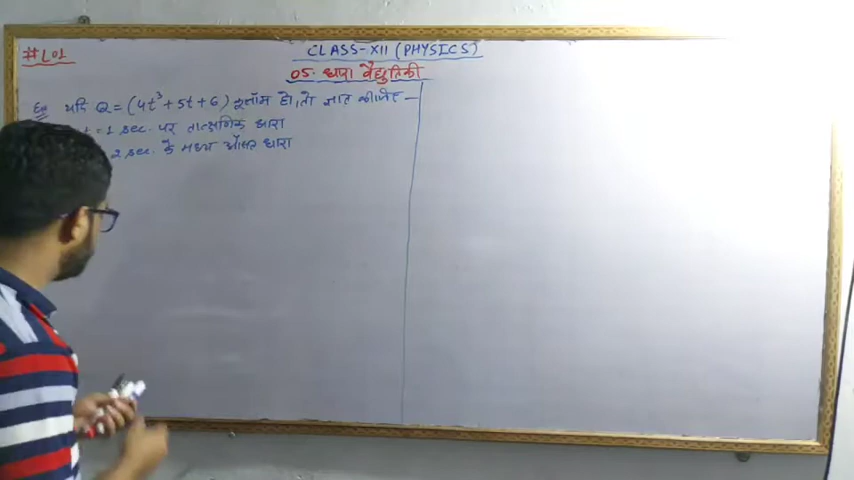 #L01
CLASS-XII (PHYSICS)
05. धारा वैद्युतिकी
Ex यदि Q = (4t³ + 5t + 6) कूलॉम हो, तो ज्ञात कीजिए —
t = 1 sec. पर तात्क्षणिक धारा
2 sec. के मध्य औसत धारा